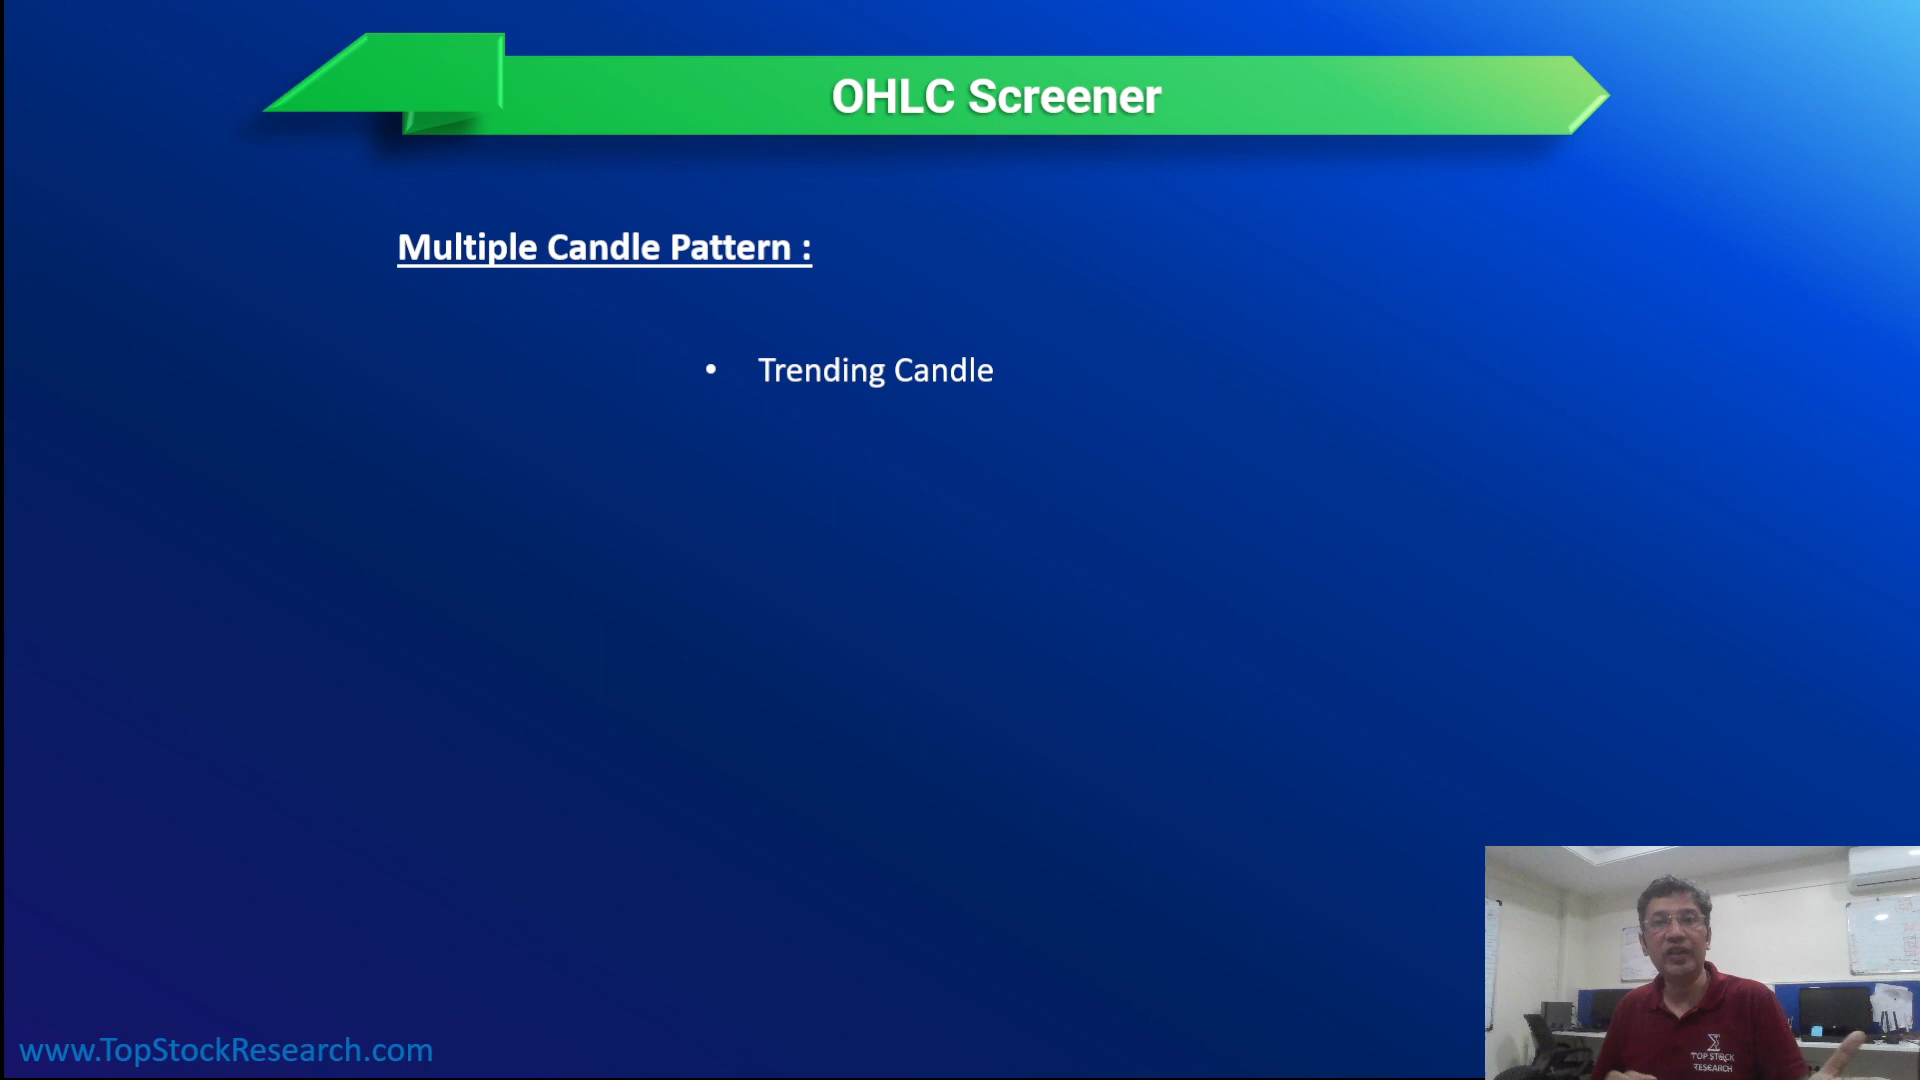 OHLC Screener
Multiple Candle Pattern :
• Trending Candle
www.TopStockResearch.com
TOP STOCK
RESEARCH